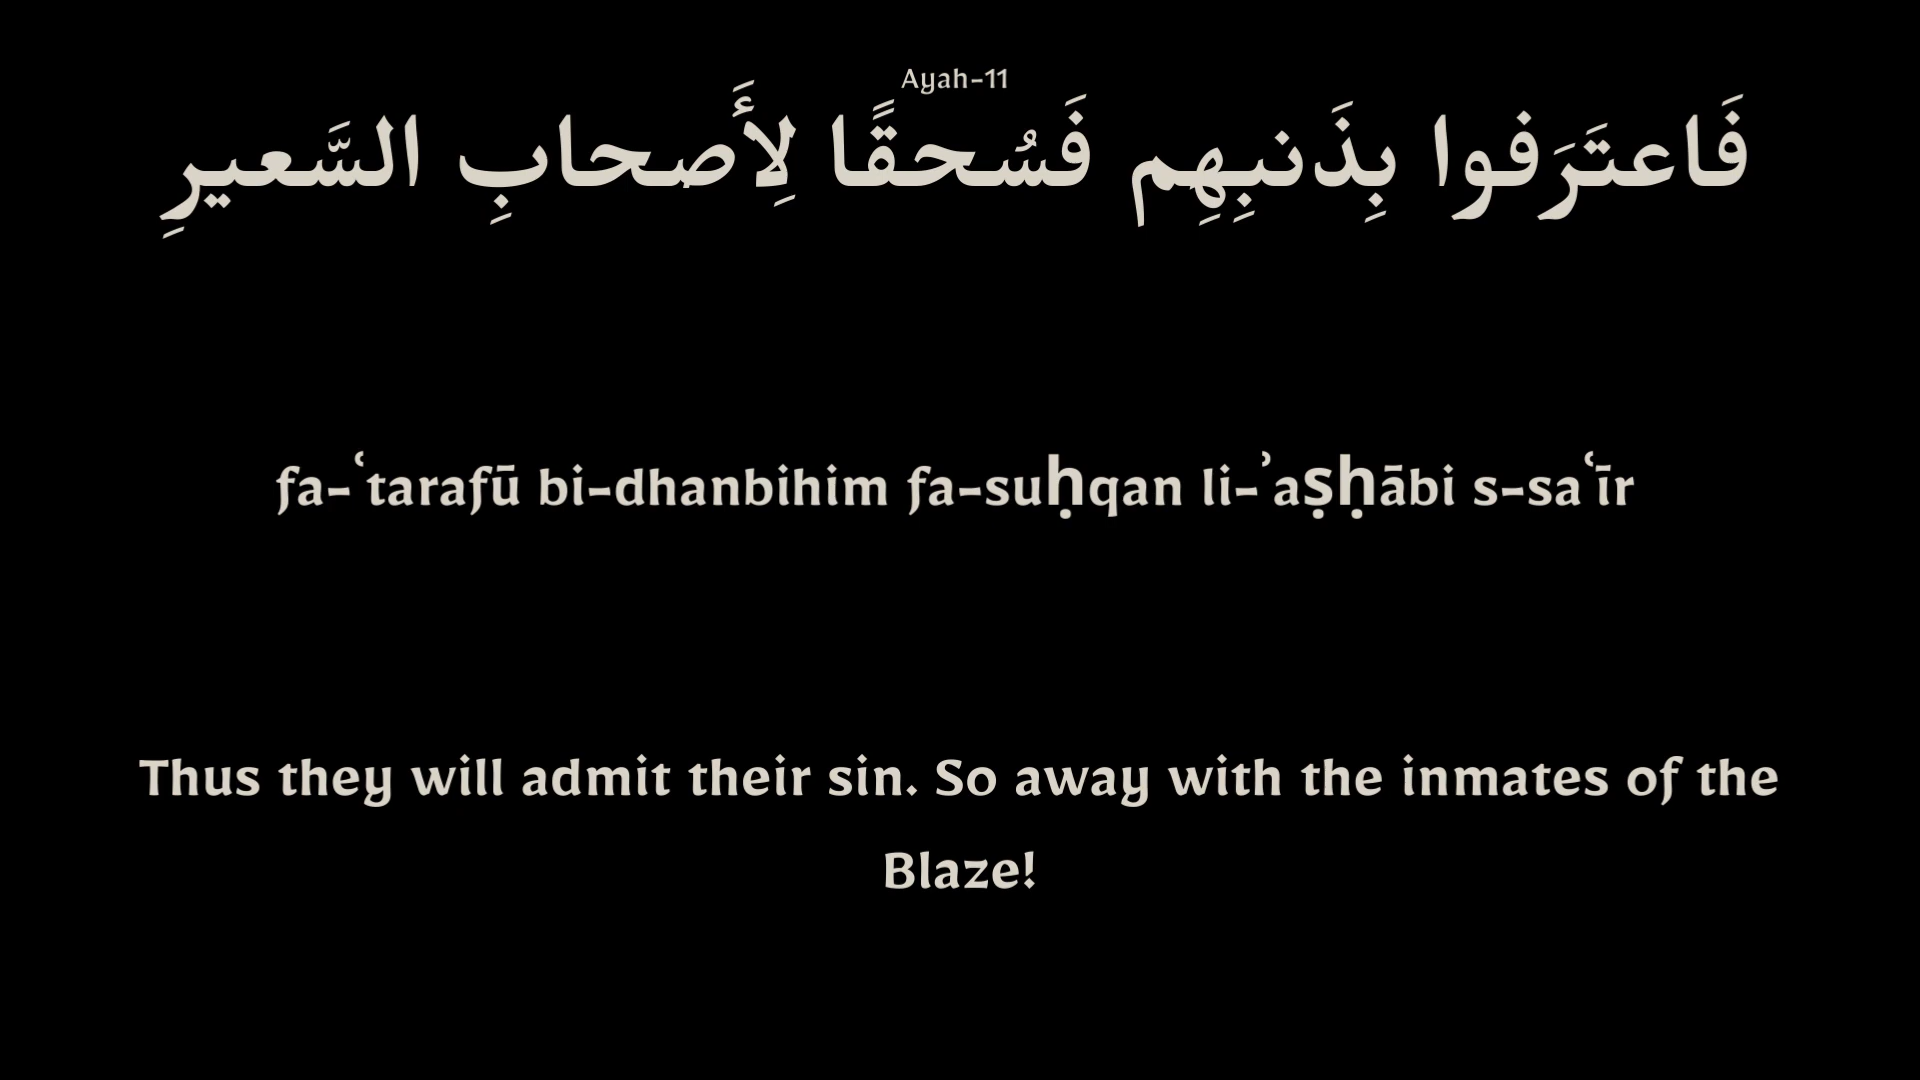 Ayah-11
فَاعتَرَفوا بِذَنبِهِم فَسُحقًا لِأَصحابِ السَّعيرِ
fa-ʿtarafū bi-dhanbihim fa-suḥqan li-ʾaṣḥābi s-saʿīr
Thus they will admit their sin. So away with the inmates of the
Blaze!